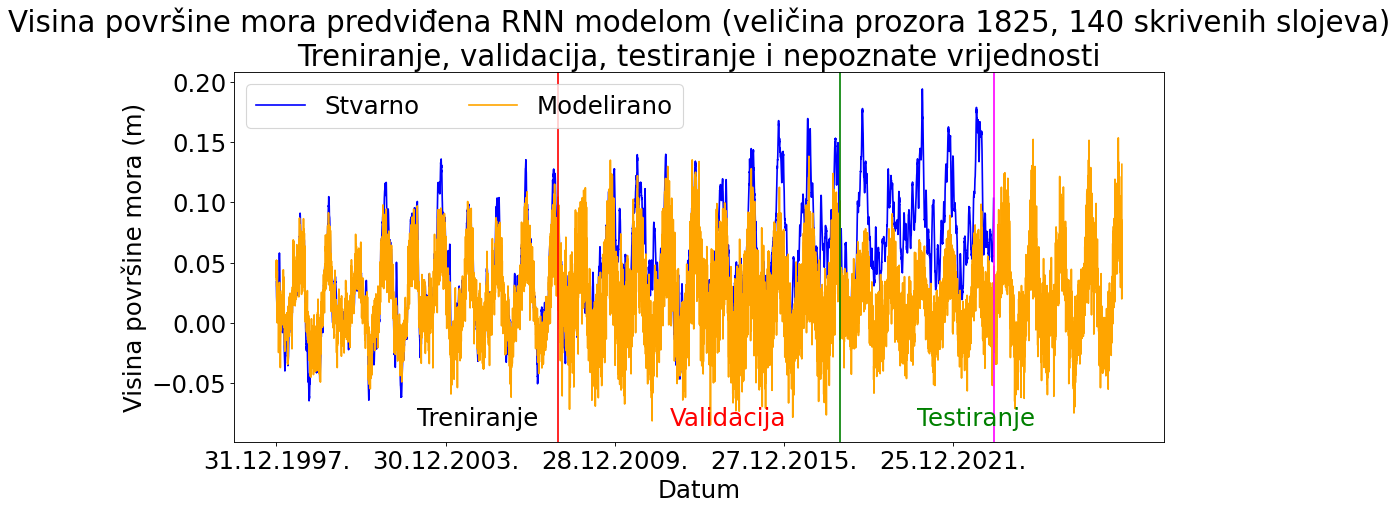 Visina površine mora predviđena RNN modelom (veličina prozora 1825, 140 skrivenih slojeva)
Treniranje, validacija, testiranje i nepoznate vrijednosti
Stvarno
Modelirano
Visina površine mora (m)
0.20
0.15
0.10
0.05
0.00
−0.05
Treniranje
Validacija
Testiranje
31.12.1997.
30.12.2003.
28.12.2009.
27.12.2015.
25.12.2021.
Datum